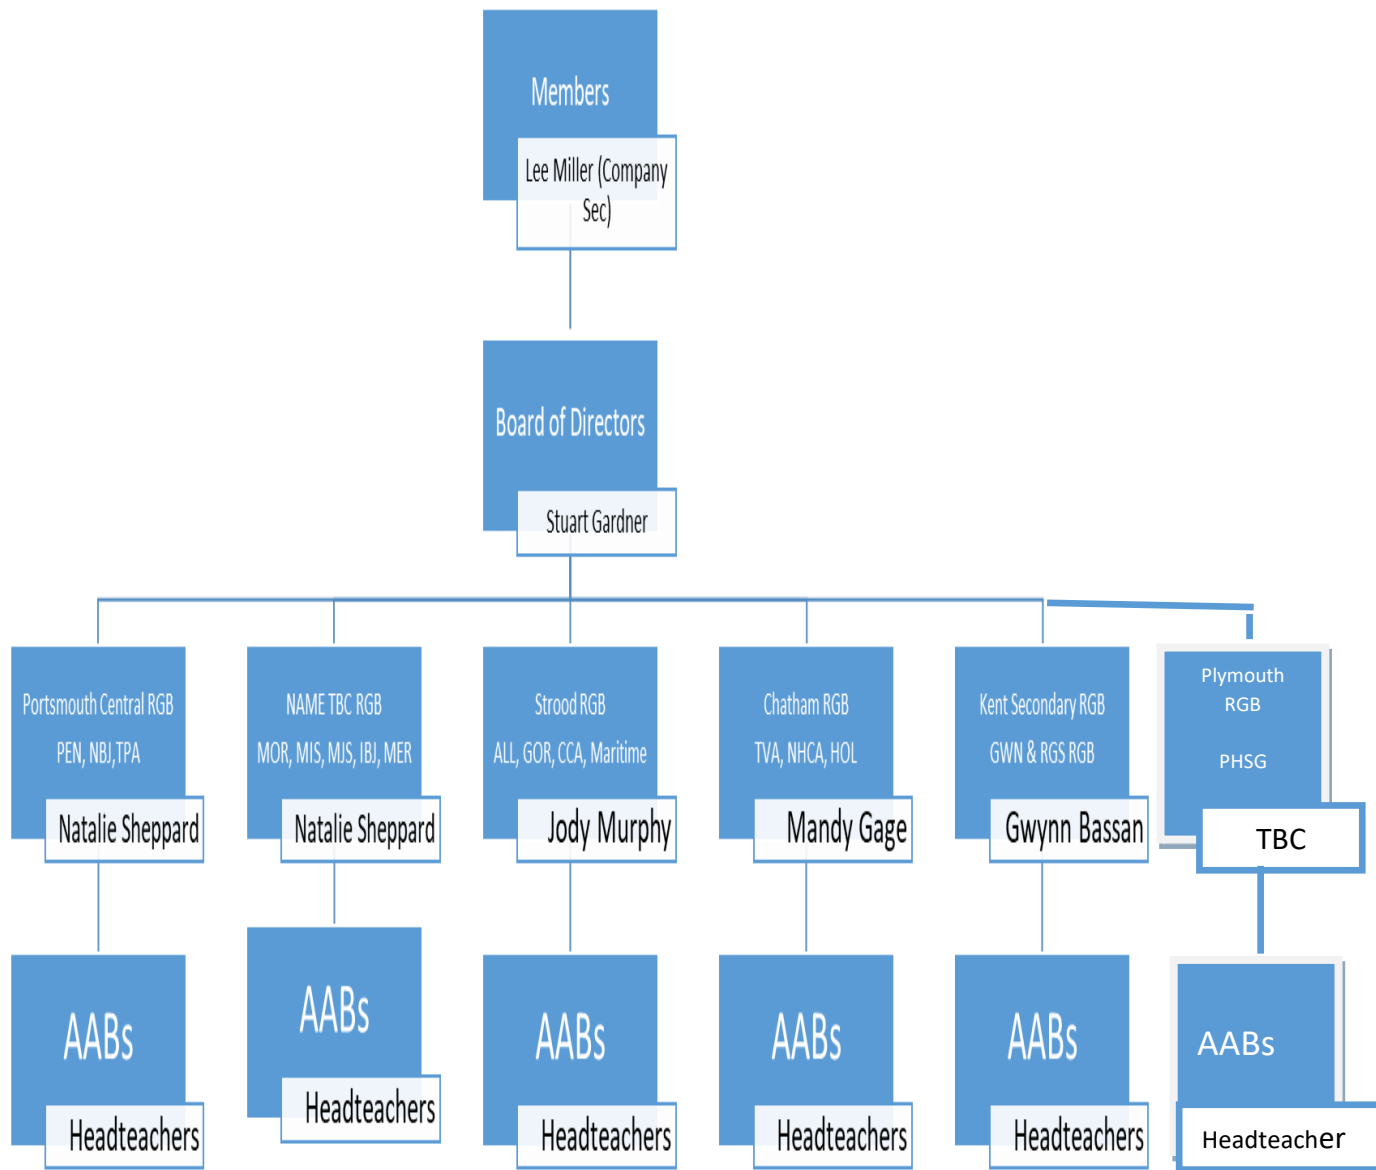 Members
Lee Miller (Company
Sec)
Board of Directors
Stuart Gardner
Portsmouth Central RGB
PEN, NBJ,TPA
Natalie Sheppard
NAME TBC RGB
MOR, MIS, MJS, IBJ, MER
Natalie Sheppard
Strood RGB
ALL, GOR, CCA, Maritime
Jody Murphy
Chatham RGB
TVA, NHCA, HOL
Mandy Gage
Kent Secondary RGB
GWN & RGS RGB
Gwynn Bassan
Plymouth
RGB
PHSG
TBC
AABs
Headteachers
AABs
Headteachers
AABs
Headteachers
AABs
Headteachers
AABs
Headteachers
AABs
Headteacher